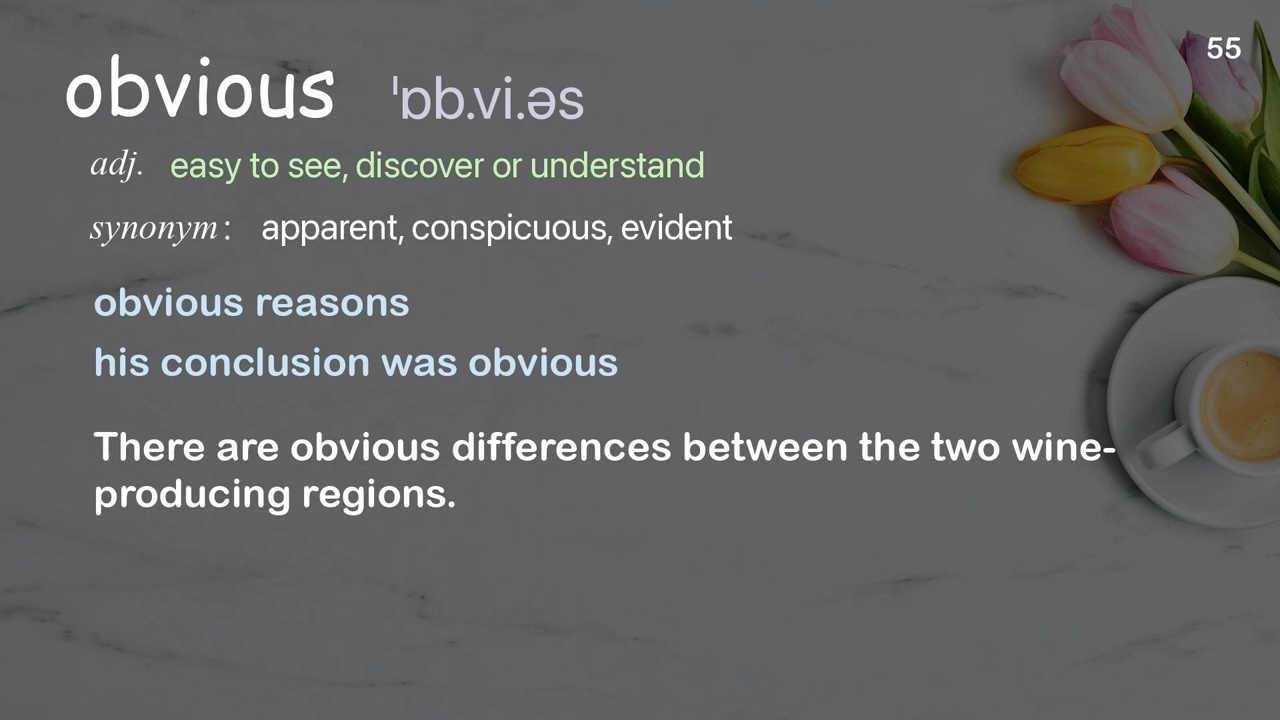 55
obvious ˈɒb.vi.əs
adj. easy to see, discover or understand
synonym: apparent, conspicuous, evident
obvious reasons
his conclusion was obvious
There are obvious differences between the two wine-
producing regions.